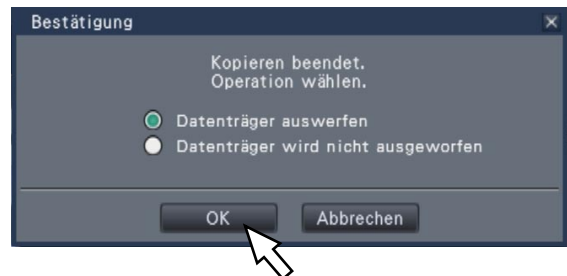 Bestätigung
Kopieren beendet.
Operation wählen.
Datenträger auswerfen
Datenträger wird nicht ausgeworfen
OK Abbrechen